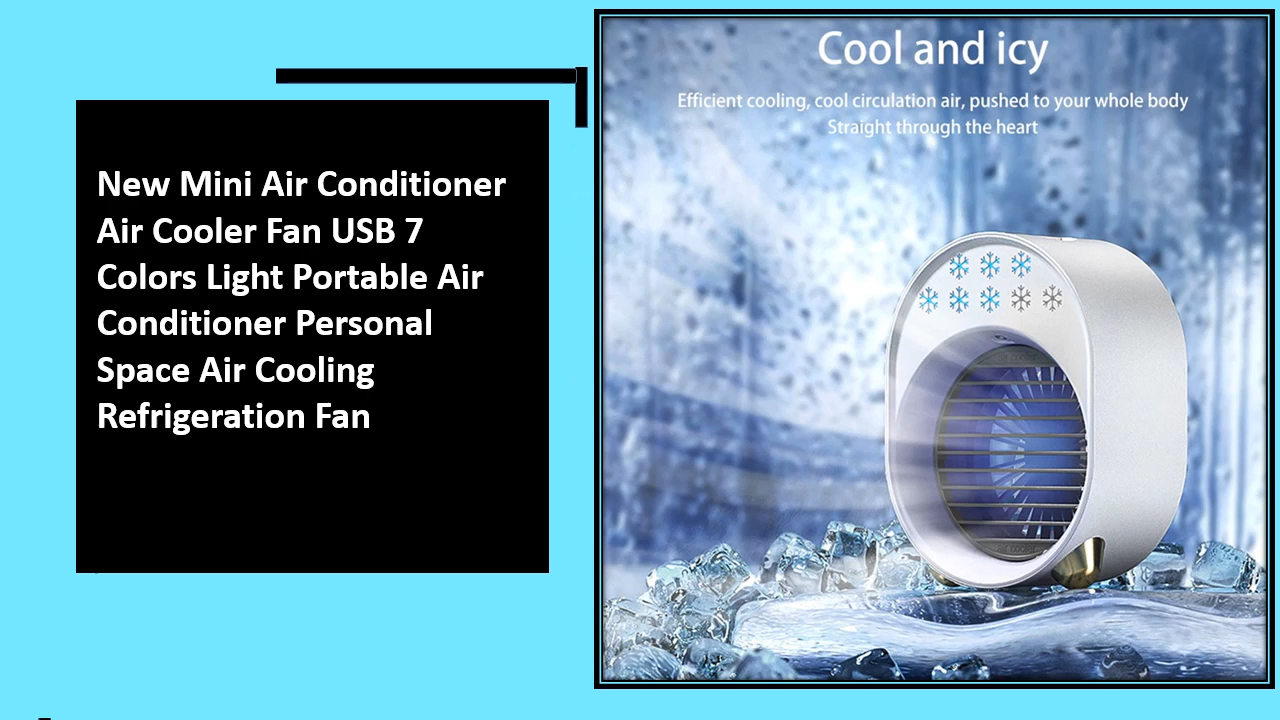 New Mini Air Conditioner
Air Cooler Fan USB 7
Colors Light Portable Air
Conditioner Personal
Space Air Cooling
Refrigeration Fan
Cool and icy
Efficient cooling, cool circulation air, pushed to your whole body
Straight through the heart